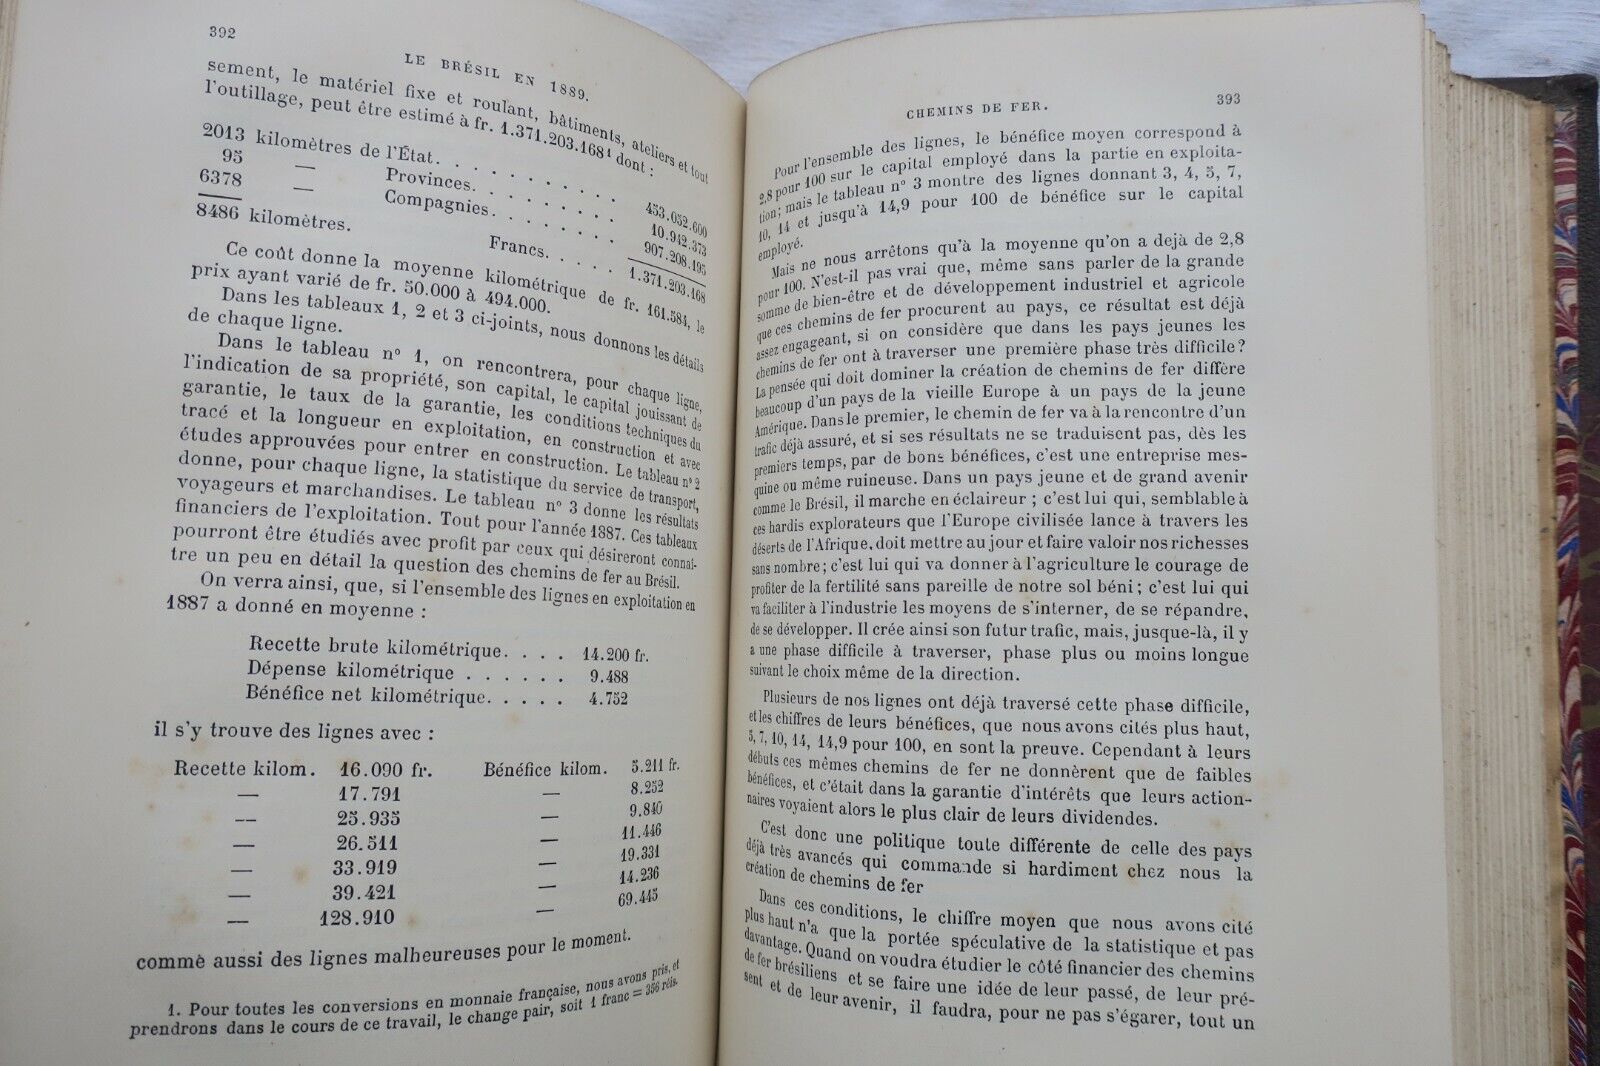 392
LE BRÉSIL EN 1889.
sement, le matériel fixe et roulant, bâtiments, ateliers et tout
l'outillage, peut être estimé à fr. 1.371.203.168¹ dont :
2013 kilomètres de l'État. . . . . . . . . . 453.052.600
95 — Provinces. . . . . . . . 10.942.373
6378 — Compagnies. . . . . . . 907.208.195
8486 kilomètres. Francs. . . . . 1.371.203.168
Ce coût donne la moyenne kilométrique de fr. 161.584, le
prix ayant varié de fr. 50.000 à 494.000.
Dans les tableaux 1, 2 et 3 ci-joints, nous donnons les détails
de chaque ligne.
Dans le tableau n° 1, on rencontrera, pour chaque ligne,
l'indication de sa propriété, son capital, le capital jouissant de
garantie, le taux de la garantie, les conditions techniques du
tracé et la longueur en exploitation, en construction et avec
études approuvées pour entrer en construction. Le tableau n° 2
donne, pour chaque ligne, la statistique du service de transport,
voyageurs et marchandises. Le tableau n° 3 donne les résultats
financiers de l'exploitation. Tout pour l'année 1887. Ces tableaux
pourront être étudiés avec profit par ceux qui désireront connaî-
tre un peu en détail la question des chemins de fer au Brésil.
On verra ainsi, que, si l'ensemble des lignes en exploitation en
1887 a donné en moyenne :
Recette brute kilométrique. . . . 14.200 fr.
Dépense kilométrique . . . . . . 9.488
Bénéfice net kilométrique. . . . . 4.752
il s'y trouve des lignes avec :
Recette kilom. 16.090 fr. Bénéfice kilom. 5.211 fr.
— 17.791 — 8.252
— 25.935 — 9.840
— 26.511 — 11.446
— 33.919 — 19.331
— 39.421 — 14.236
— 128.910 — 69.445
comme aussi des lignes malheureuses pour le moment.
1. Pour toutes les conversions en monnaie française, nous avons pris, et
prendrons dans le cours de ce travail, le change pair, soit 1 franc = 356 réis.
CHEMINS DE FER.
393
Pour l'ensemble des lignes, le bénéfice moyen correspond à
2,8 pour 100 sur le capital employé dans la partie en exploita-
tion; mais le tableau n° 3 montre des lignes donnant 3, 4, 5, 7,
10, 14 et jusqu'à 14,9 pour 100 de bénéfice sur le capital
employé.
Mais ne nous arrêtons qu'à la moyenne qu'on a dejà de 2,8
pour 100. N'est-il pas vrai que, même sans parler de la grande
somme de bien-être et de développement industriel et agricole
que ces chemins de fer procurent au pays, ce résultat est déjà
assez engageant, si on considère que dans les pays jeunes les
chemins de fer ont à traverser une première phase très difficile?
La pensée qui doit dominer la création de chemins de fer diffère
beaucoup d'un pays de la vieille Europe à un pays de la jeune
Amérique. Dans le premier, le chemin de fer va à la rencontre d'un
trafic déjà assuré, et si ses résultats ne se traduisent pas, dès les
premiers temps, par de bons bénéfices, c'est une entreprise mes-
quine ou même ruineuse. Dans un pays jeune et de grand avenir
comme le Brésil, il marche en éclaireur ; c'est lui qui, semblable à
ces hardis explorateurs que l'Europe civilisée lance à travers les
déserts de l'Afrique, doit mettre au jour et faire valoir nos richesses
sans nombre; c'est lui qui va donner à l'agriculture le courage de
profiter de la fertilité sans pareille de notre sol béni ; c'est lui qui
va faciliter à l'industrie les moyens de s'interner, de se répandre,
de se développer. Il crée ainsi son futur trafic, mais, jusque-là, il y
a une phase difficile à traverser, phase plus ou moins longue
suivant le choix même de la direction.
Plusieurs de nos lignes ont déjà traversé cette phase difficile,
et les chiffres de leurs bénéfices, que nous avons cités plus haut,
5, 7, 10, 14, 14,9 pour 100, en sont la preuve. Cependant à leurs
débuts ces mêmes chemins de fer ne donnèrent que de faibles
bénéfices, et c'était dans la garantie d'intérêts que leurs action-
naires voyaient alors le plus clair de leurs dividendes.
C'est donc une politique toute différente de celle des pays
déjà très avancés qui commande si hardiment chez nous la
création de chemins de fer
Dans ces conditions, le chiffre moyen que nous avons cité
plus haut n'a que la portée spéculative de la statistique et pas
davantage. Quand on voudra étudier le côté financier des chemins
de fer brésiliens et se faire une idée de leur passé, de leur pré-
sent et de leur avenir, il faudra, pour ne pas s'égarer, tout un